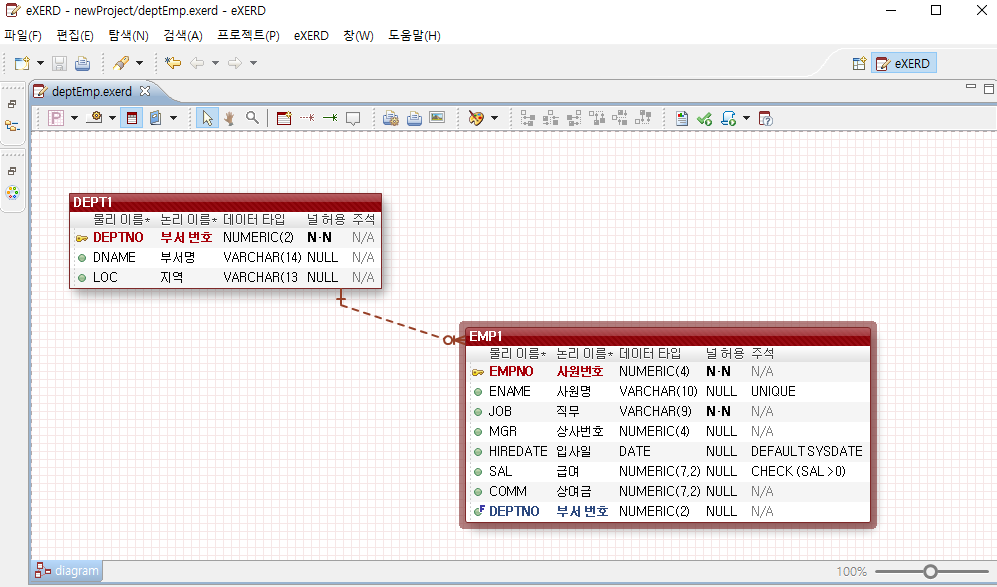 eXERD - newProject/deptEmp.exerd - eXERD
파일(F) 편집(E) 탐색(N) 검색(A) 프로젝트(P) eXERD 창(W) 도움말(H)
eXERD
deptEmp.exerd
P
DEPT1
물리 이름* 논리 이름* 데이터 타입 널 허용 주석
DEPTNO 부서 번호 NUMERIC(2) N-N N/A
DNAME 부서명 VARCHAR(14) NULL N/A
LOC 지역 VARCHAR(13 NULL N/A
EMP1
물리 이름* 논리 이름* 데이터 타입 널 허용 주석
EMPNO 사원번호 NUMERIC(4) N-N N/A
ENAME 사원명 VARCHAR(10) NULL UNIQUE
JOB 직무 VARCHAR(9) N-N N/A
MGR 상사번호 NUMERIC(4) NULL N/A
HIREDATE 입사일 DATE NULL DEFAULT SYSDATE
SAL 급여 NUMERIC(7,2) NULL CHECK (SAL >0)
COMM 상여금 NUMERIC(7,2) NULL N/A
F DEPTNO 부서 번호 NUMERIC(2) NULL N/A
diagram 100%